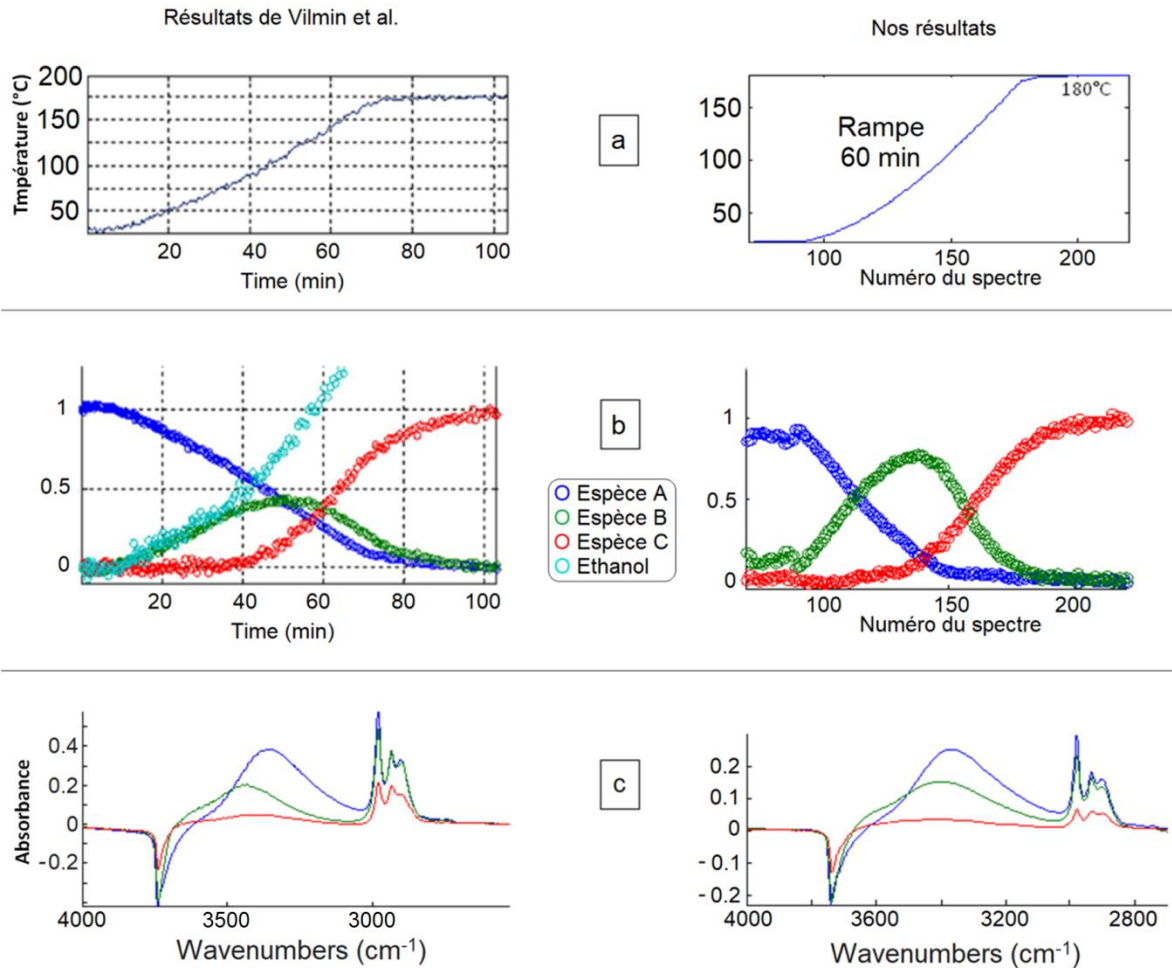 Résultats de Vilmin et al.
Nos résultats
Tmpérature (°C)
200
150
100
50
20
40
60
80
100
Time (min)
a
150
100
50
Rampe
60 min
180°C
100
150
200
Numéro du spectre
1
0.5
0
20
40
60
80
100
Time (min)
b
Espèce A
Espèce B
Espèce C
Ethanol
1
0.5
0
100
150
200
Numéro du spectre
Absorbance
0.4
0.2
0
-0.2
4000
3500
3000
Wavenumbers (cm-1)
c
0.2
0.1
0
-0.1
-0.2
4000
3600
3200
2800
Wavenumbers (cm-1)